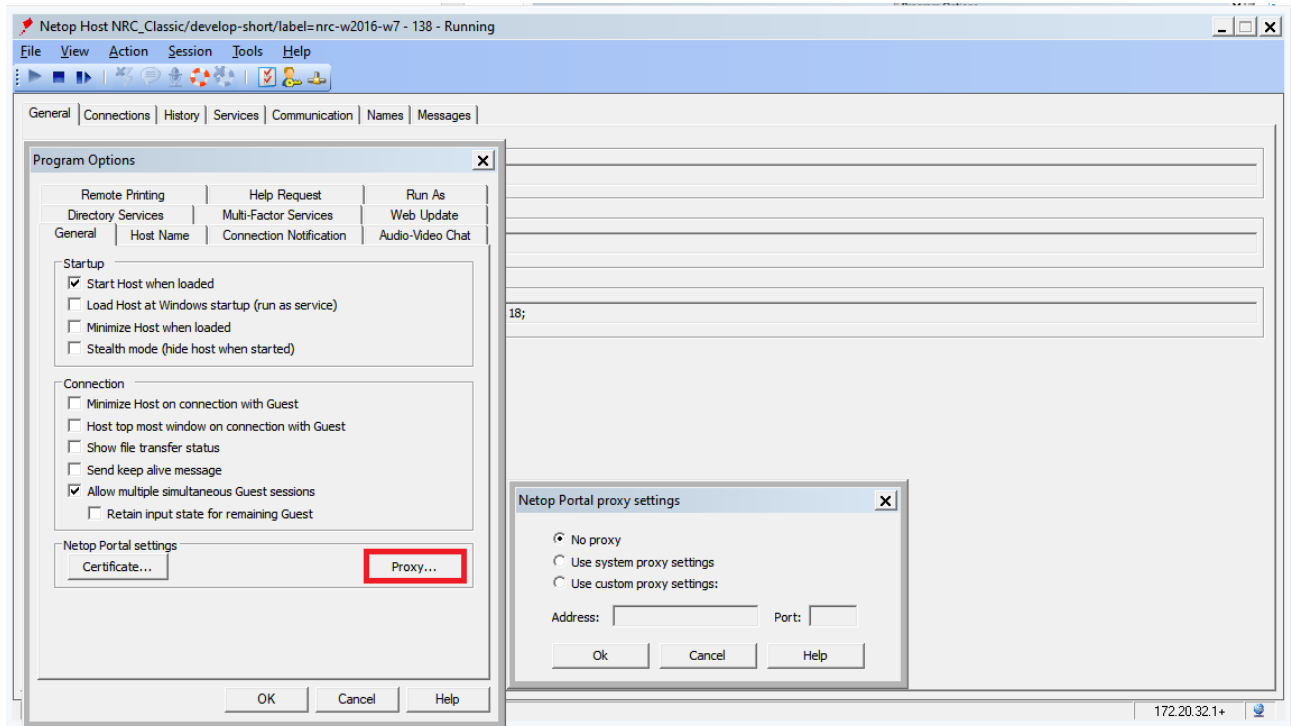 Netop Host NRC_Classic/develop-short/label=nrc-w2016-w7 - 138 - Running
File View Action Session Tools Help
General Connections History Services Communication Names Messages
Program Options
Remote Printing Help Request Run As
Directory Services Multi-Factor Services Web Update
General Host Name Connection Notification Audio-Video Chat
Startup
Start Host when loaded
Load Host at Windows startup (run as service)
Minimize Host when loaded
Stealth mode (hide host when started)
18;
Connection
Minimize Host on connection with Guest
Host top most window on connection with Guest
Show file transfer status
Send keep alive message
Allow multiple simultaneous Guest sessions
Retain input state for remaining Guest
Netop Portal settings
Certificate... Proxy...
OK Cancel Help
Netop Portal proxy settings
No proxy
Use system proxy settings
Use custom proxy settings:
Address: Port:
Ok Cancel Help
172.20.32.1+